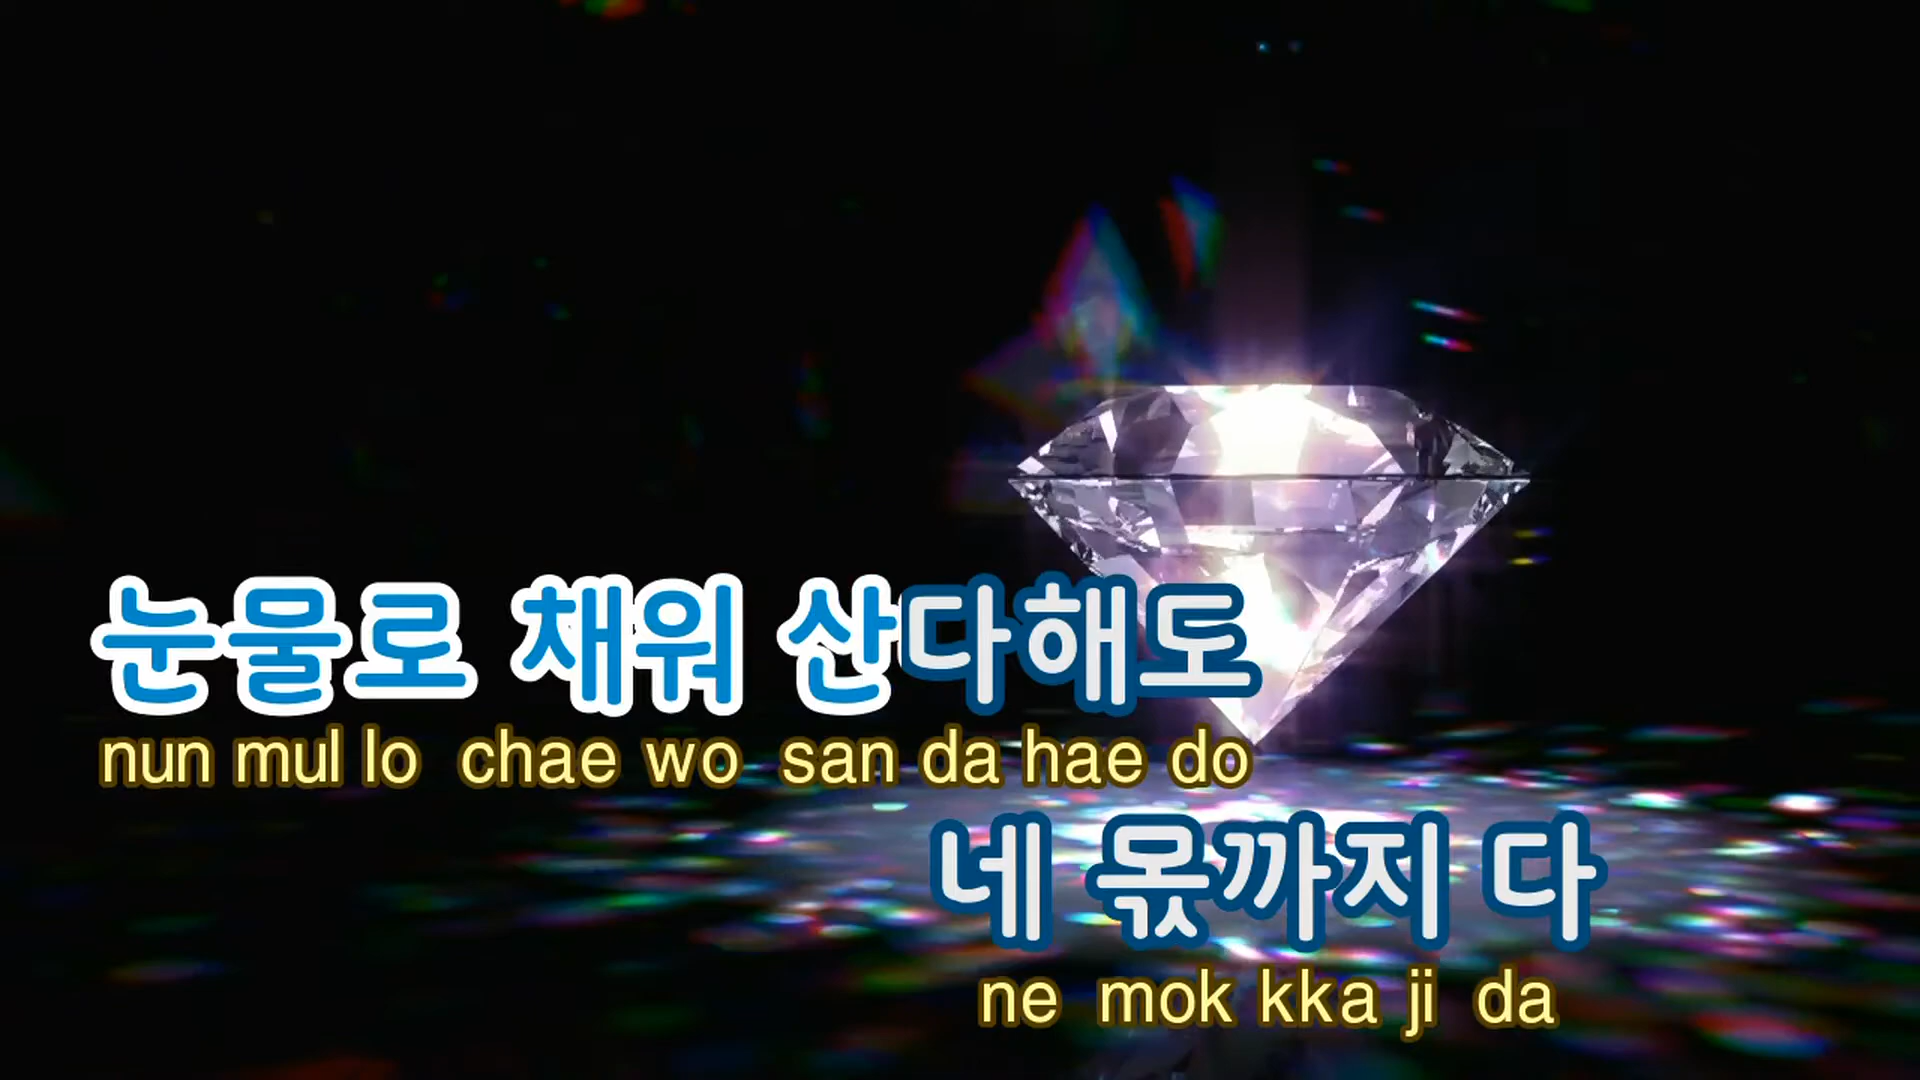 눈물로 채워 산다해도
nun mul lo chae wo san da hae do
네 몫까지 다
ne mok kka ji da